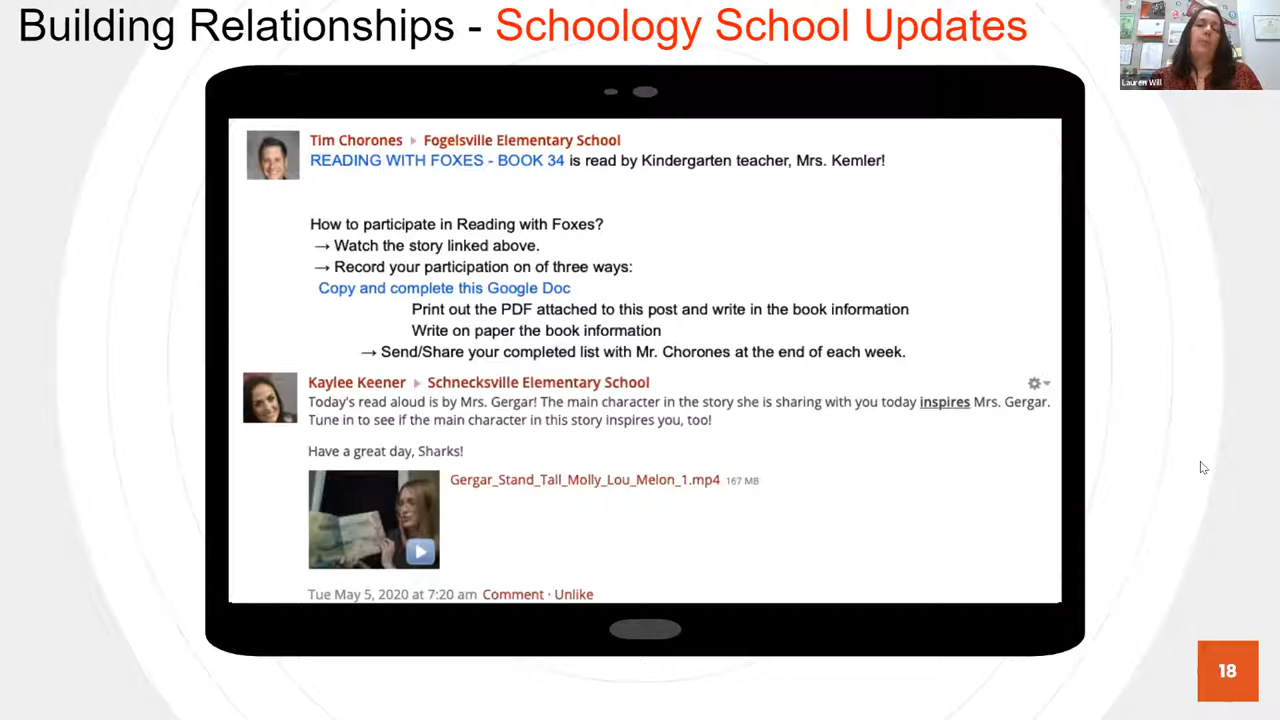 Building Relationships - Schoology School Updates
Lauren Will
Tim Chorones ▸ Fogelsville Elementary School
READING WITH FOXES - BOOK 34 is read by Kindergarten teacher, Mrs. Kemler!
How to participate in Reading with Foxes?
→ Watch the story linked above.
→ Record your participation on of three ways:
Copy and complete this Google Doc
Print out the PDF attached to this post and write in the book information
Write on paper the book information
→ Send/Share your completed list with Mr. Chorones at the end of each week.
Kaylee Keener ▸ Schnecksville Elementary School
Today's read aloud is by Mrs. Gergar! The main character in the story she is sharing with you today inspires Mrs. Gergar.
Tune in to see if the main character in this story inspires you, too!
Have a great day, Sharks!
Gergar_Stand_Tall_Molly_Lou_Melon_1.mp4 167 MB
Tue May 5, 2020 at 7:20 am Comment · Unlike
18